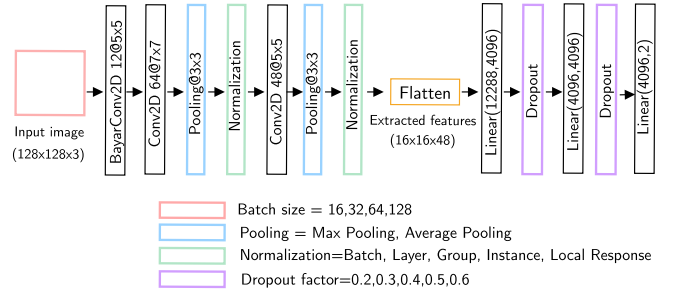 Input image
(128x128x3)
BayarConv2D 12@5x5
Conv2D 64@7x7
Pooling@3x3
Normalization
Conv2D 48@5x5
Pooling@3x3
Normalization
Flatten
Extracted features
(16x16x48)
Linear(12288,4096)
Dropout
Linear(4096,4096)
Dropout
Linear(4096,2)
Batch size = 16,32,64,128
Pooling = Max Pooling, Average Pooling
Normalization=Batch, Layer, Group, Instance, Local Response
Dropout factor=0.2,0.3,0.4,0.5,0.6